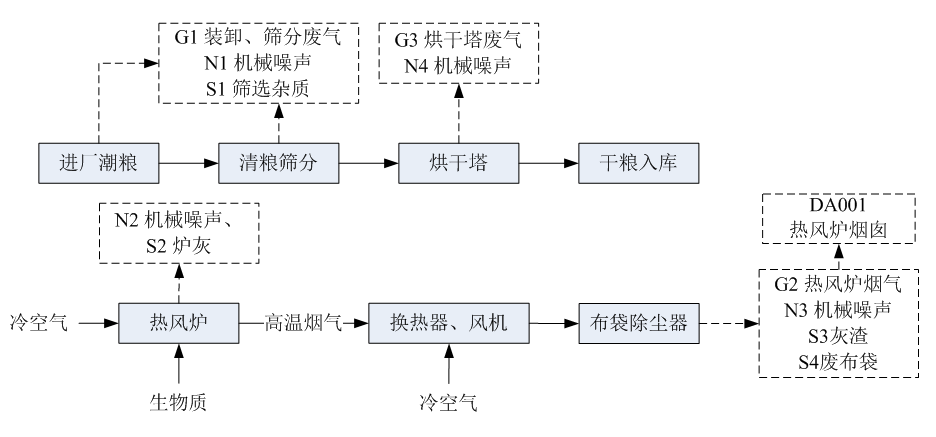 G1 装卸、筛分废气
N1 机械噪声
S1 筛选杂质
G3 烘干塔废气
N4 机械噪声
进厂潮粮
清粮筛分
烘干塔
干粮入库
N2 机械噪声、
S2 炉灰
DA001
热风炉烟囱
冷空气
热风炉
高温烟气
换热器、风机
布袋除尘器
G2 热风炉烟气
N3 机械噪声
S3灰渣
S4废布袋
生物质
冷空气